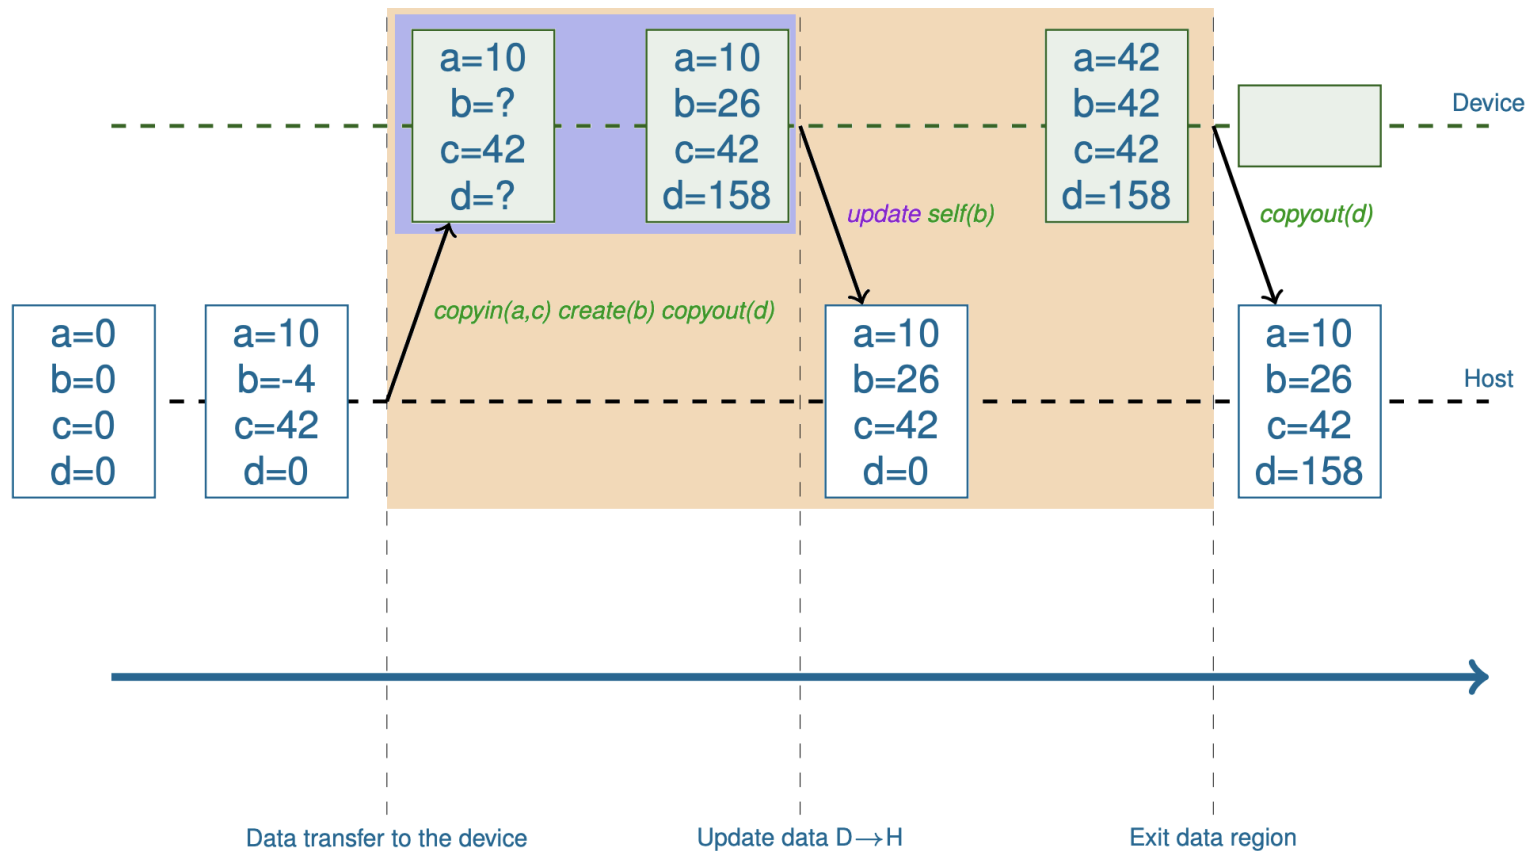 a=10
b=?
c=42
d=?
a=10
b=26
c=42
d=158
a=42
b=42
c=42
d=158
Device
update self(b)
copyout(d)
copyin(a,c) create(b) copyout(d)
a=0
b=0
c=0
d=0
a=10
b=-4
c=42
d=0
a=10
b=26
c=42
d=0
a=10
b=26
c=42
d=158
Host
Data transfer to the device
Update data D→H
Exit data region